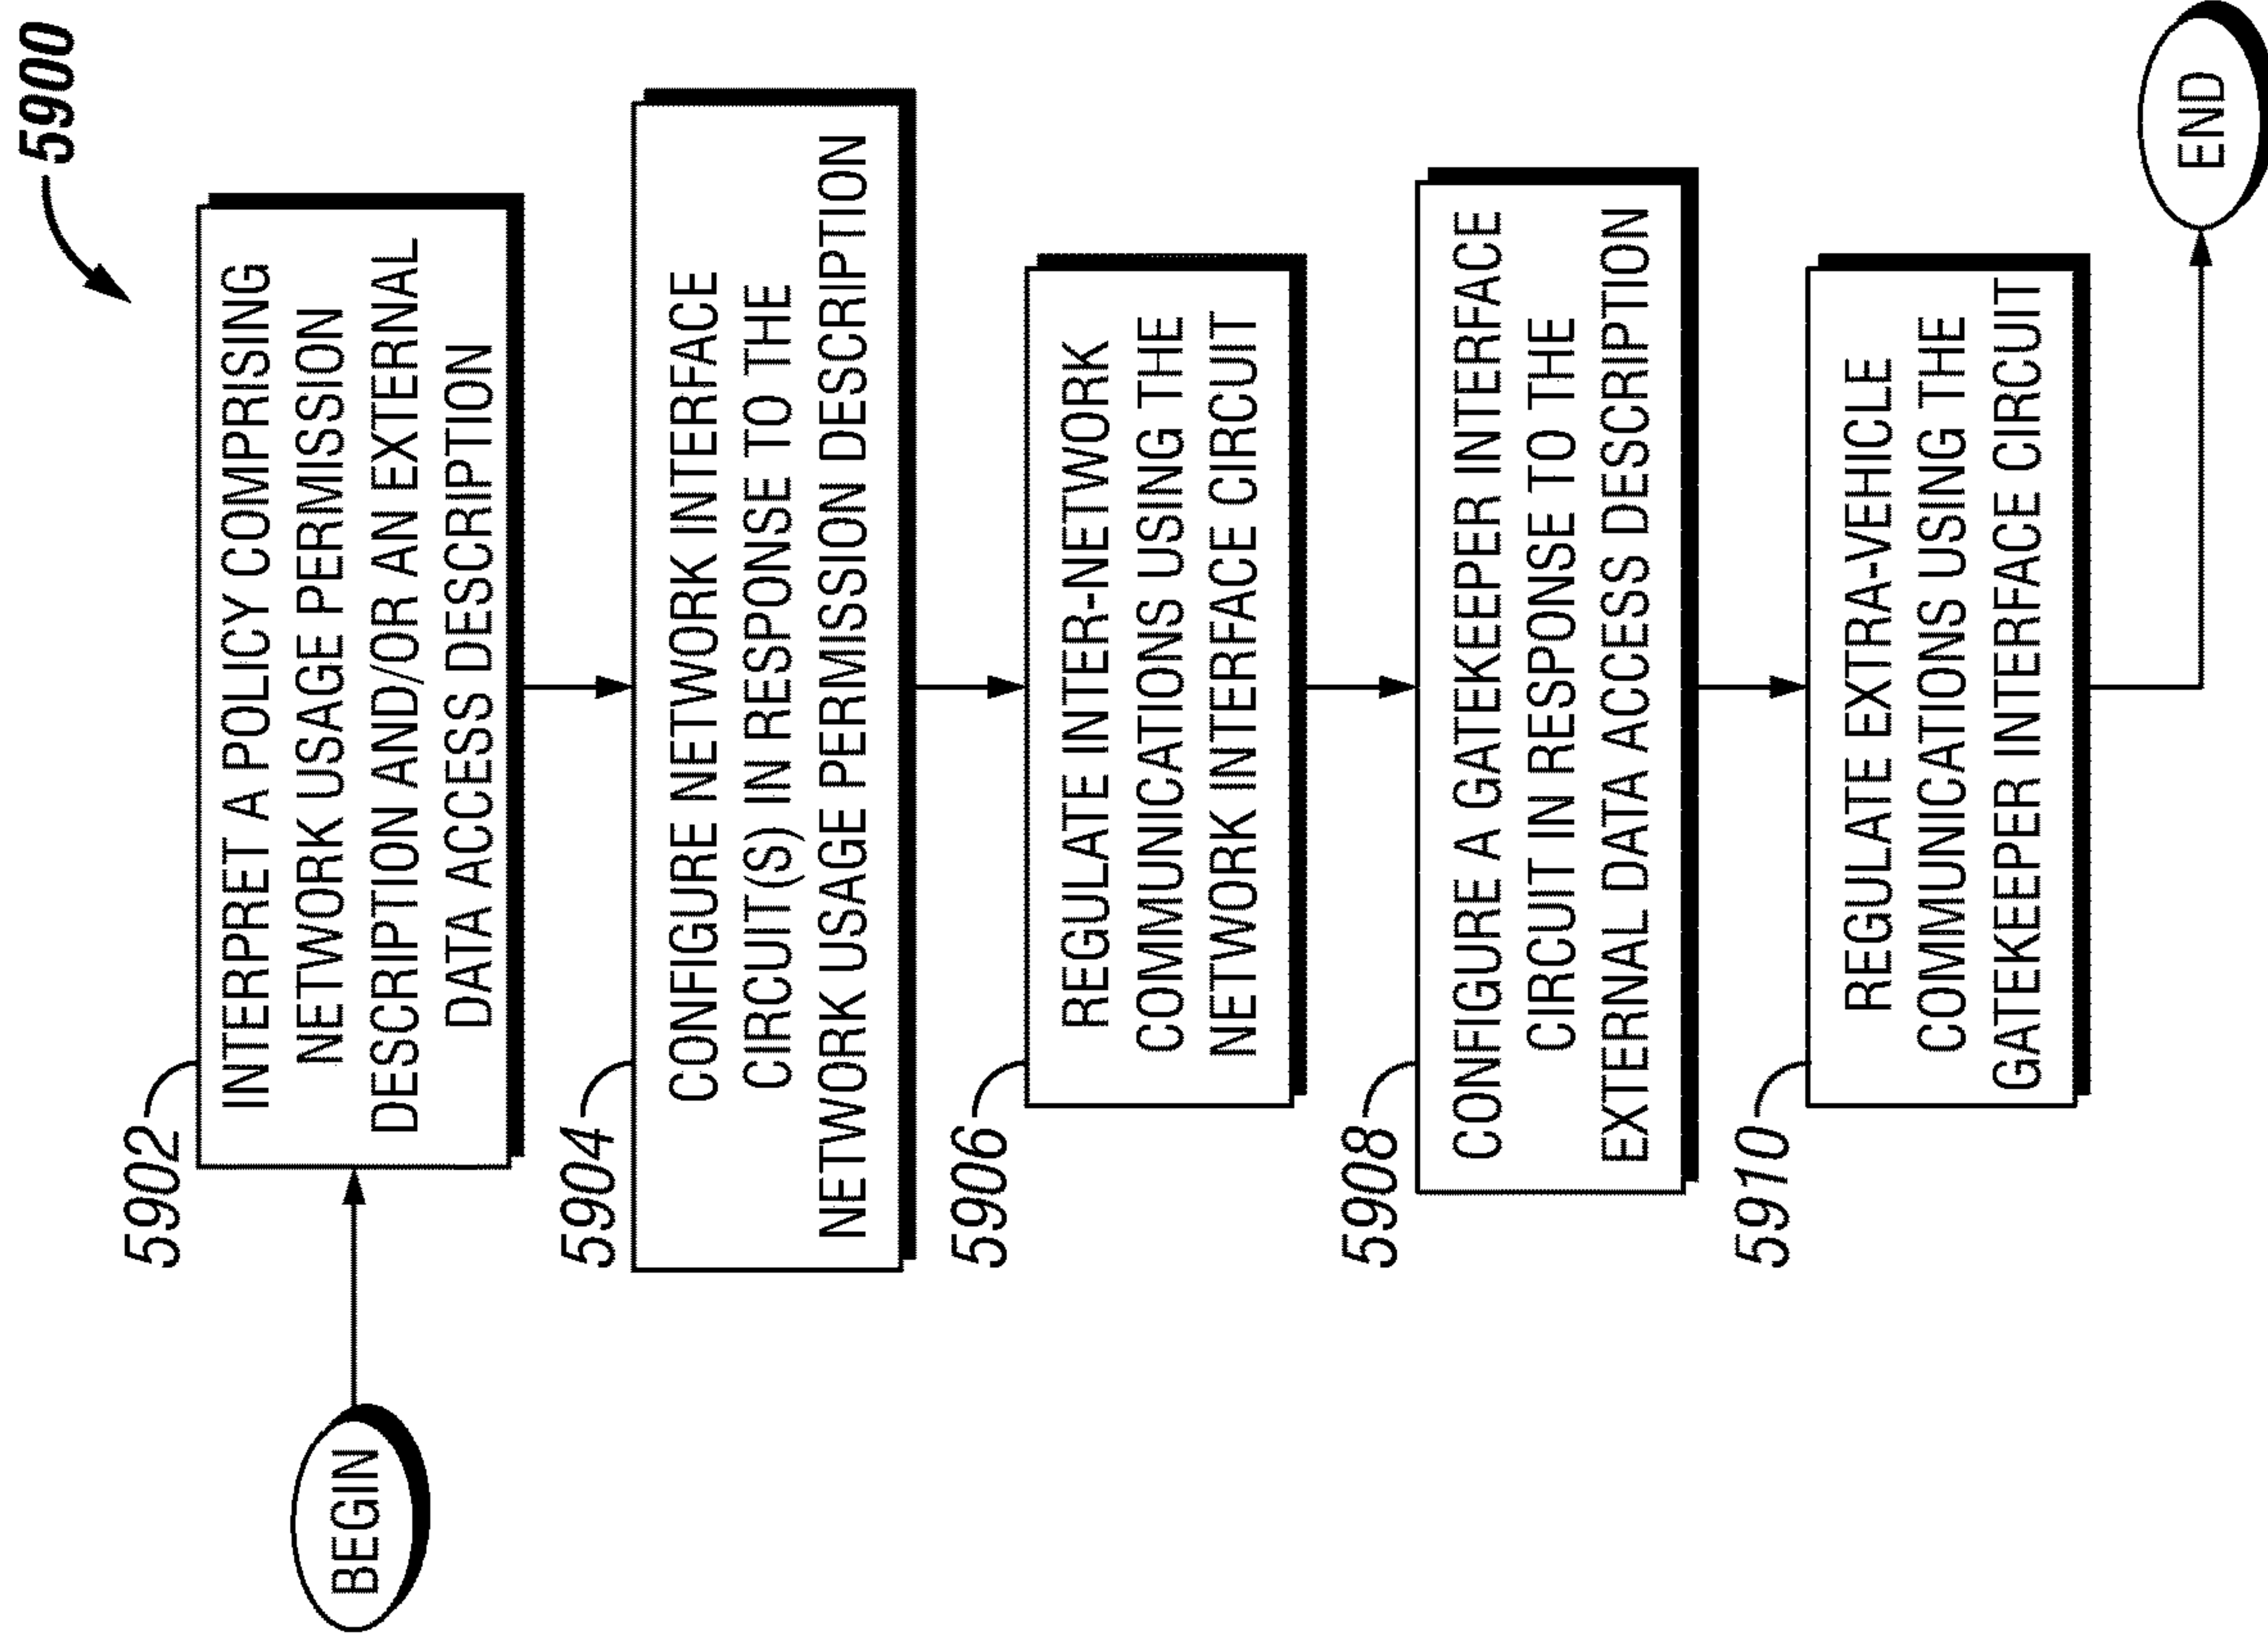 5900
BEGIN
5902
INTERPRET A POLICY COMPRISING
NETWORK USAGE PERMISSION
DESCRIPTION AND/OR AN EXTERNAL
DATA ACCESS DESCRIPTION
5904
CONFIGURE NETWORK INTERFACE
CIRCUIT(S) IN RESPONSE TO THE
NETWORK USAGE PERMISSION DESCRIPTION
5906
REGULATE INTER-NETWORK
COMMUNICATIONS USING THE
NETWORK INTERFACE CIRCUIT
5908
CONFIGURE A GATEKEEPER INTERFACE
CIRCUIT IN RESPONSE TO THE
EXTERNAL DATA ACCESS DESCRIPTION
5910
REGULATE EXTRA-VEHICLE
COMMUNICATIONS USING THE
GATEKEEPER INTERFACE CIRCUIT
END